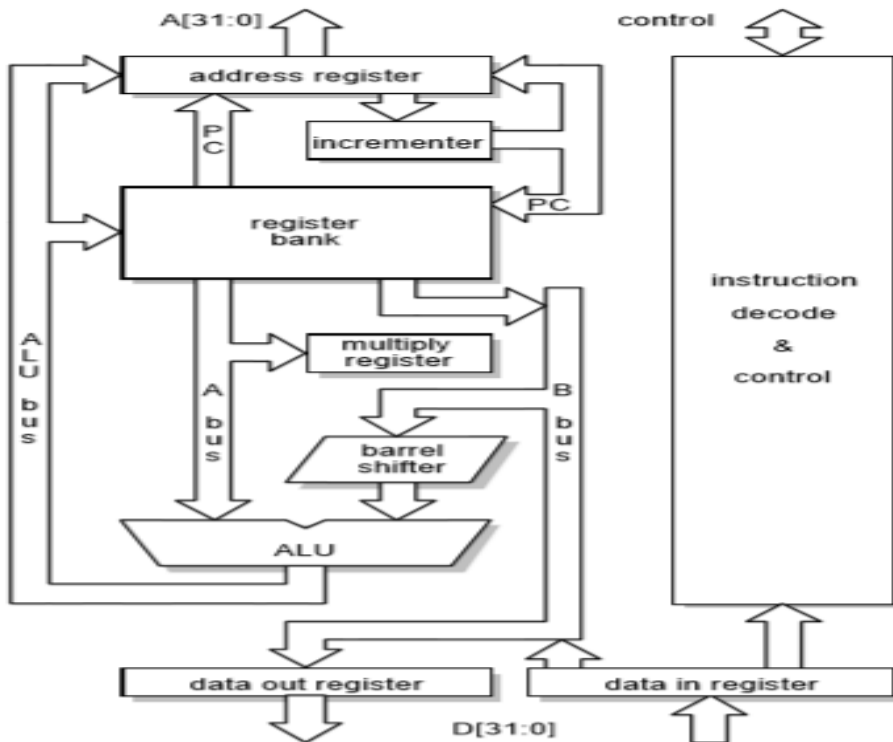 A[31:0]
control
address register
PC
incrementer
register
bank
PC
instruction
decode
&
control
multiply
register
ALU bus
A bus
B bus
barrel
shifter
ALU
data out register
data in register
D[31:0]